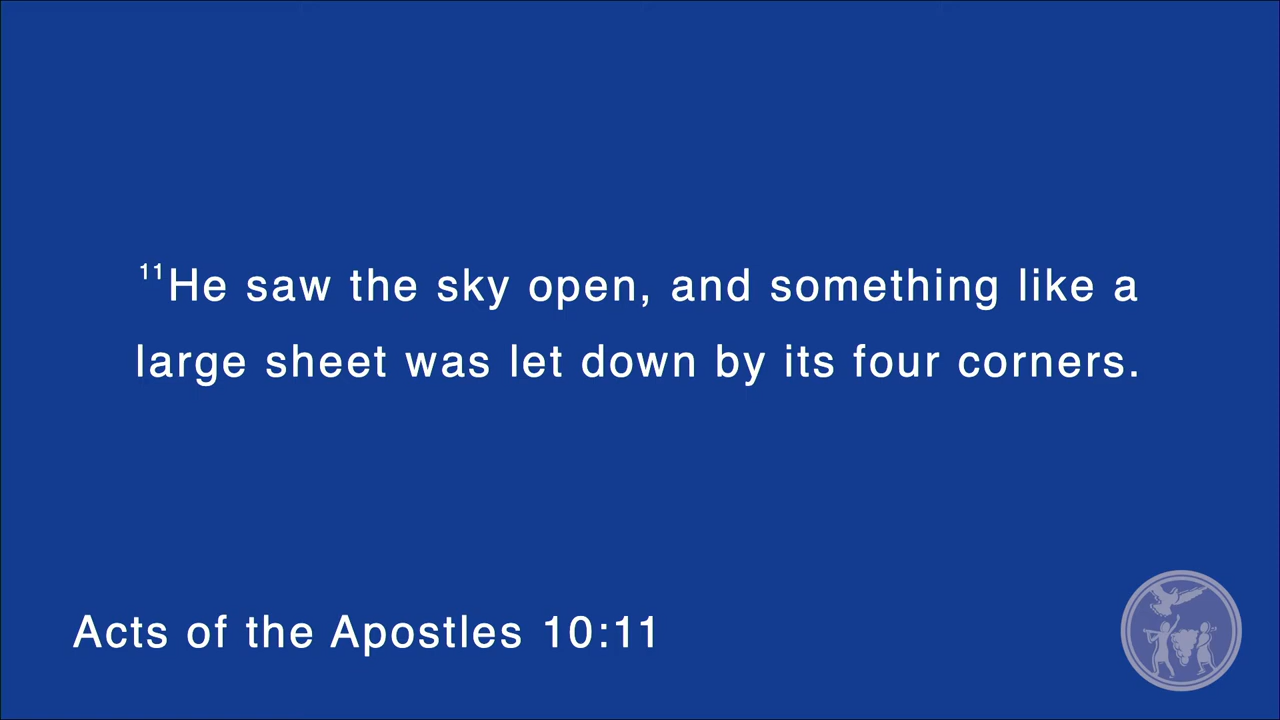 ¹¹He saw the sky open, and something like a
large sheet was let down by its four corners.
Acts of the Apostles 10:11